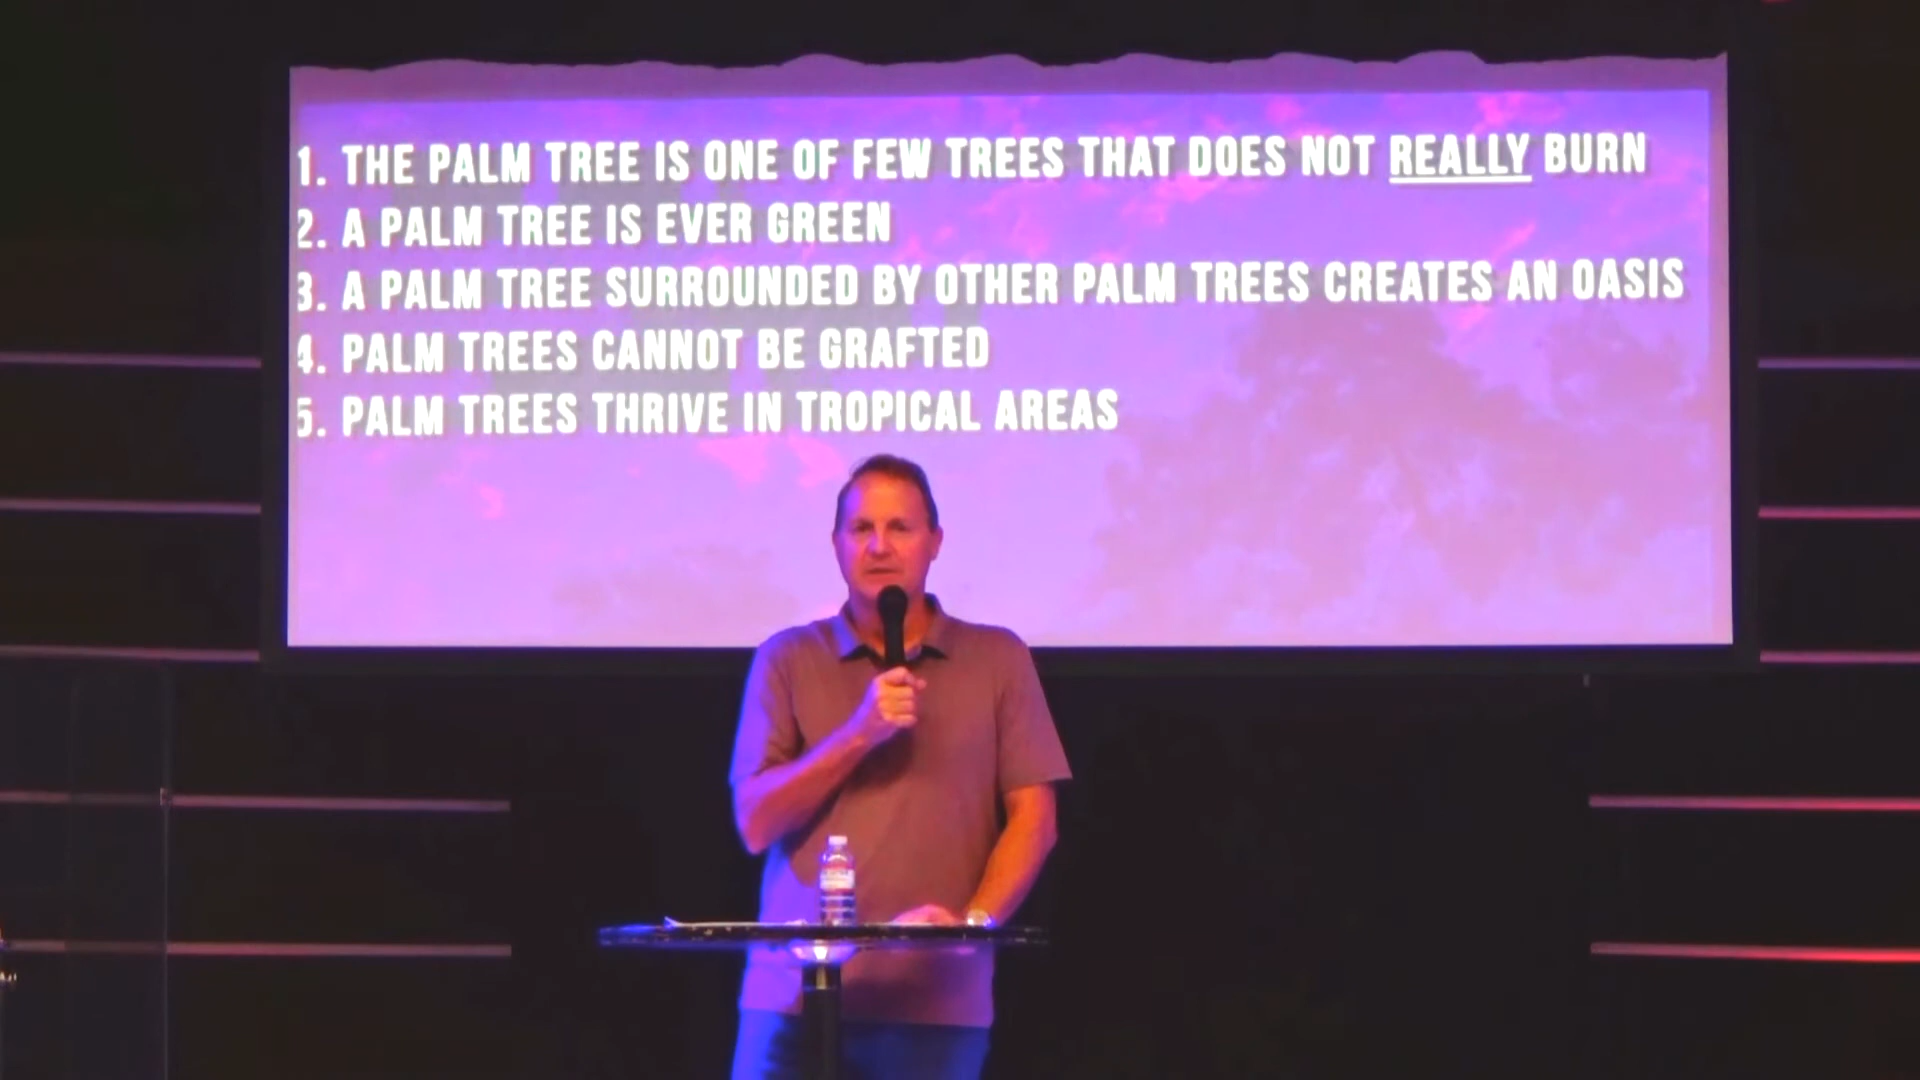 1. THE PALM TREE IS ONE OF FEW TREES THAT DOES NOT REALLY BURN
2. A PALM TREE IS EVER GREEN
3. A PALM TREE SURROUNDED BY OTHER PALM TREES CREATES AN OASIS
4. PALM TREES CANNOT BE GRAFTED
5. PALM TREES THRIVE IN TROPICAL AREAS